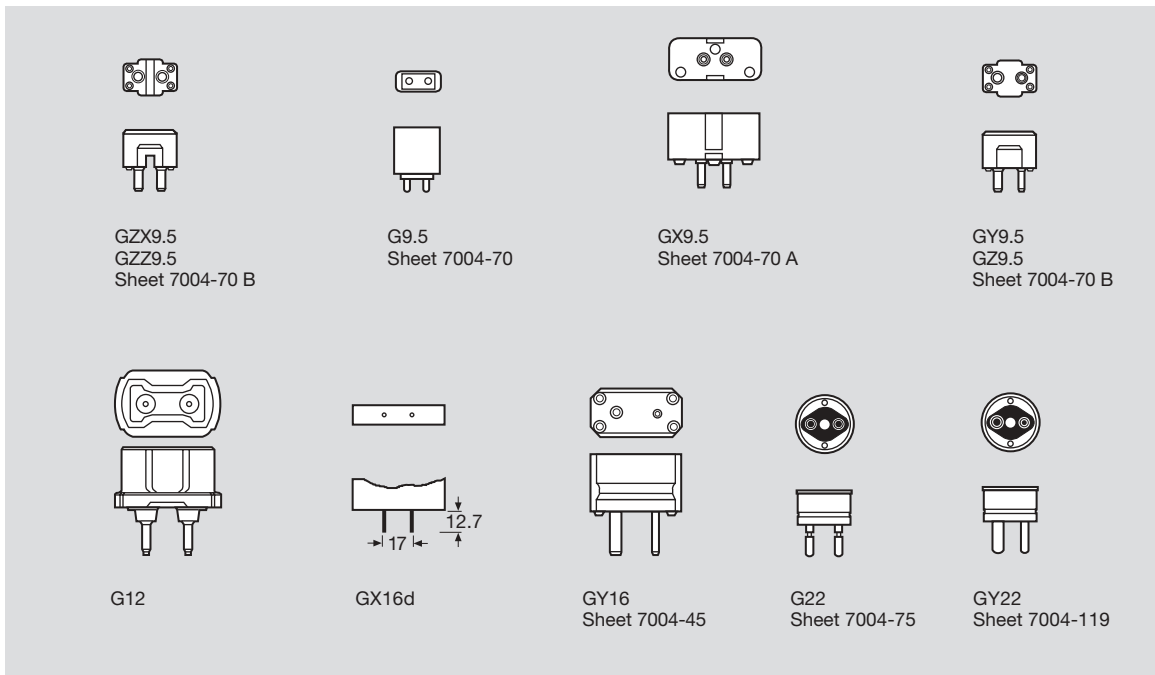 GZX9.5
GZZ9.5
Sheet 7004-70 B
G9.5
Sheet 7004-70
GX9.5
Sheet 7004-70 A
GY9.5
GZ9.5
Sheet 7004-70 B
12.7
17
G12
GX16d
GY16
Sheet 7004-45
G22
Sheet 7004-75
GY22
Sheet 7004-119